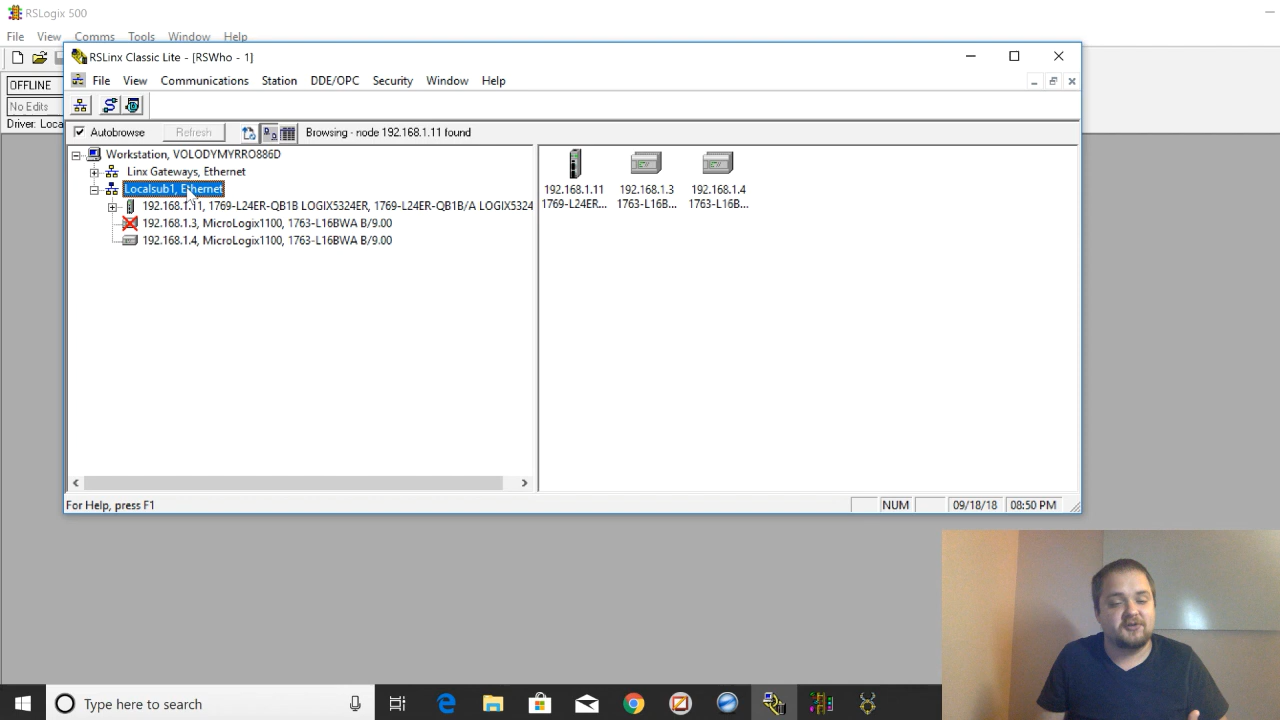 RSLogix 500
File View Comms Tools Window Help
OFFLINE
No Edits
Driver: Loca
RSLinx Classic Lite - [RSWho - 1]
File View Communications Station DDE/OPC Security Window Help
Autobrowse Refresh Browsing - node 192.168.1.11 found
Workstation, VOLODYMYRRO886D
Linx Gateways, Ethernet
Localsub1, Ethernet
192.168.1.11, 1769-L24ER-QB1B LOGIX5324ER, 1769-L24ER-QB1B/A LOGIX5324
192.168.1.3, MicroLogix1100, 1763-L16BWA B/9.00
192.168.1.4, MicroLogix1100, 1763-L16BWA B/9.00
192.168.1.11 192.168.1.3 192.168.1.4
1769-L24ER... 1763-L16B... 1763-L16B...
For Help, press F1 NUM 09/18/18 08:50 PM
Type here to search